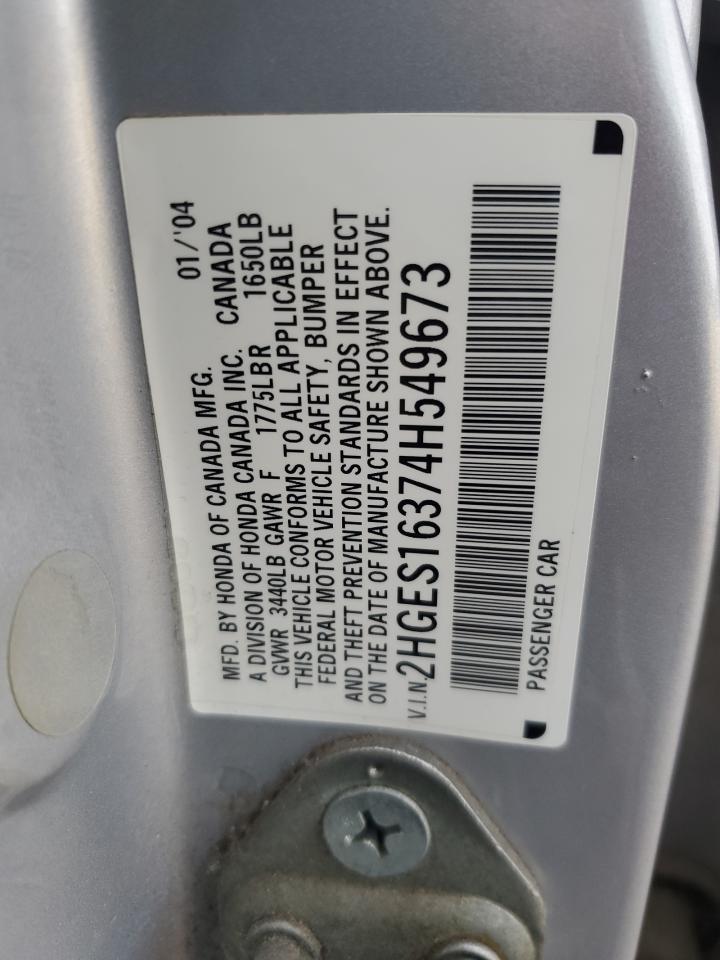 MFD. BY HONDA OF CANADA MFG. 01/'04
A DIVISION OF HONDA CANADA INC. CANADA
GVWR 3440LB GAWR F 1775LBR 1650LB
THIS VEHICLE CONFORMS TO ALL APPLICABLE
FEDERAL MOTOR VEHICLE SAFETY, BUMPER
AND THEFT PREVENTION STANDARDS IN EFFECT
ON THE DATE OF MANUFACTURE SHOWN ABOVE.
V.I.N. 2HGES16374H549673
PASSENGER CAR